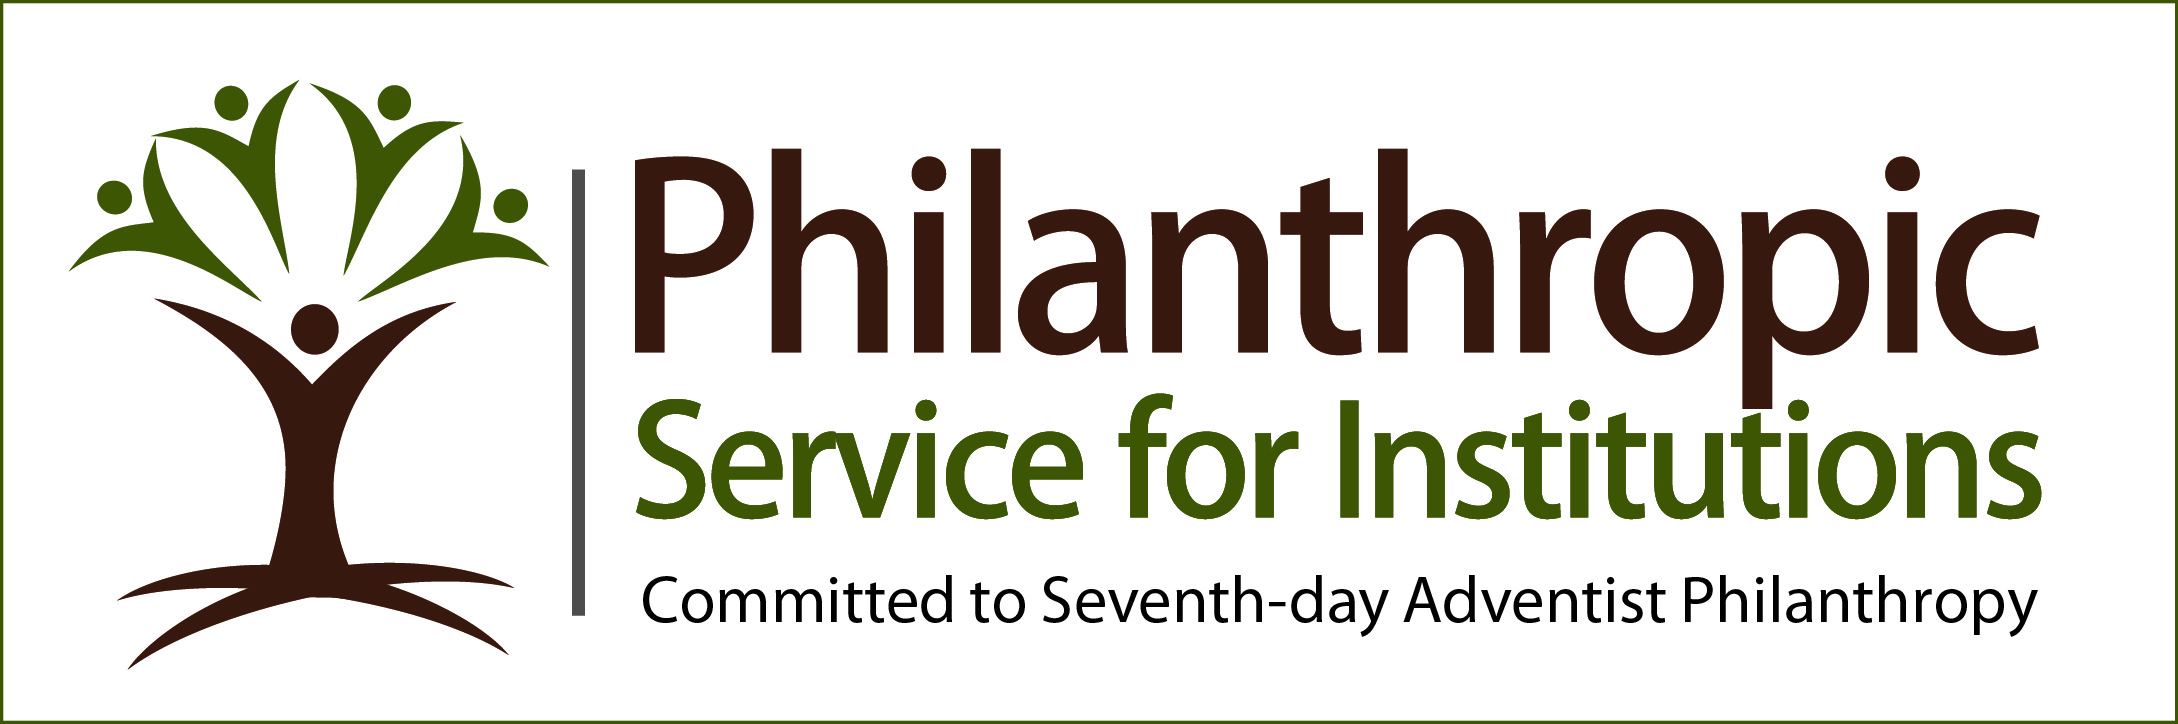 Philanthropic
Service for Institutions
Committed to Seventh-day Adventist Philanthropy